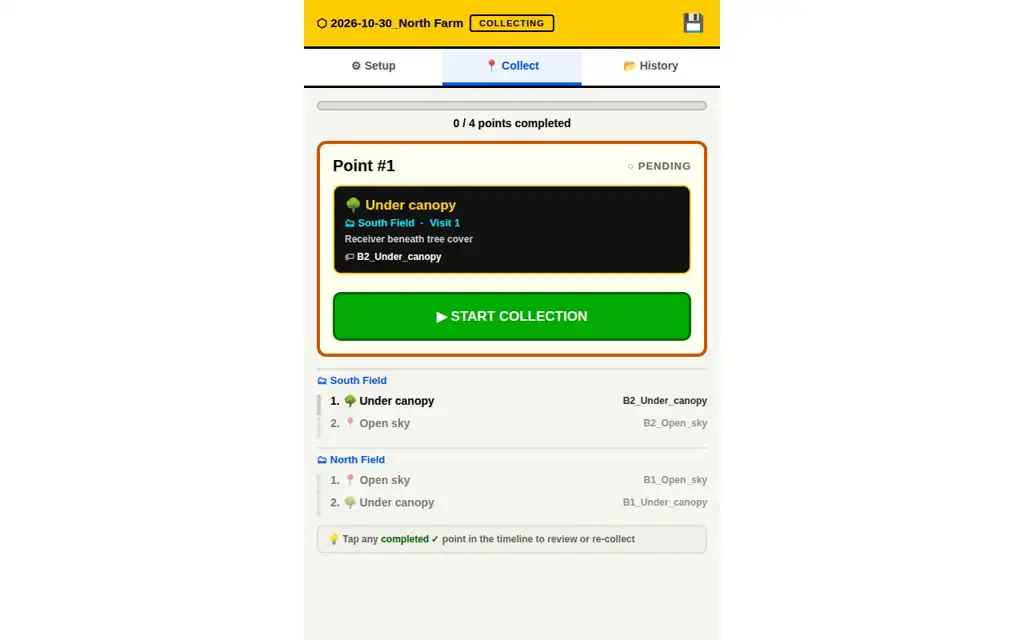 2026-10-30_North Farm COLLECTING
Setup Collect History
0 / 4 points completed
Point #1 PENDING
Under canopy
South Field · Visit 1
Receiver beneath tree cover
B2_Under_canopy
▶ START COLLECTION
South Field
1. Under canopy B2_Under_canopy
2. Open sky B2_Open_sky
North Field
1. Open sky B1_Open_sky
2. Under canopy B1_Under_canopy
Tap any completed ✓ point in the timeline to review or re-collect